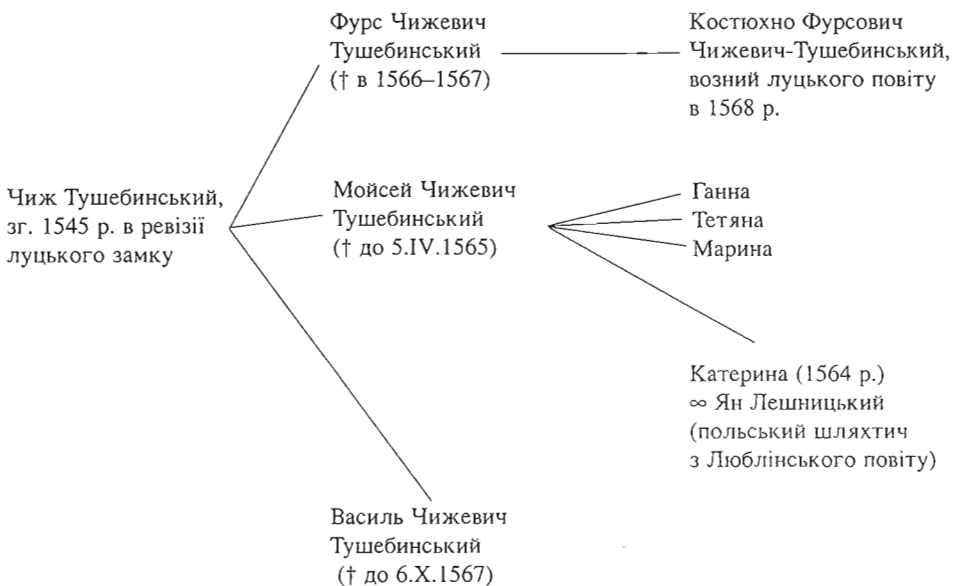 Фурс Чижевич
Тушебинський
(† в 1566–1567)
Костюхно Фурсович
Чижевич-Тушебинський,
возний луцького повіту
в 1568 р.
Чиж Тушебинський,
зг. 1545 р. в ревізії
луцького замку
Мойсей Чижевич
Тушебинський
(† до 5.IV.1565)
Ганна
Тетяна
Марина
Катерина (1564 р.)
∞ Ян Лешницький
(польський шляхтич
з Люблінського повіту)
Василь Чижевич
Тушебинський
(† до 6.X.1567)